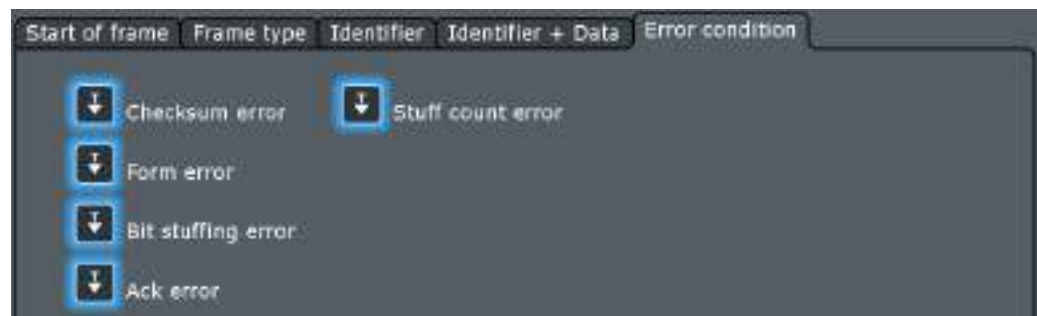 Start of frame Frame type Identifier Identifier + Data Error condition
Checksum error Stuff count error
Form error
Bit stuffing error
Ack error